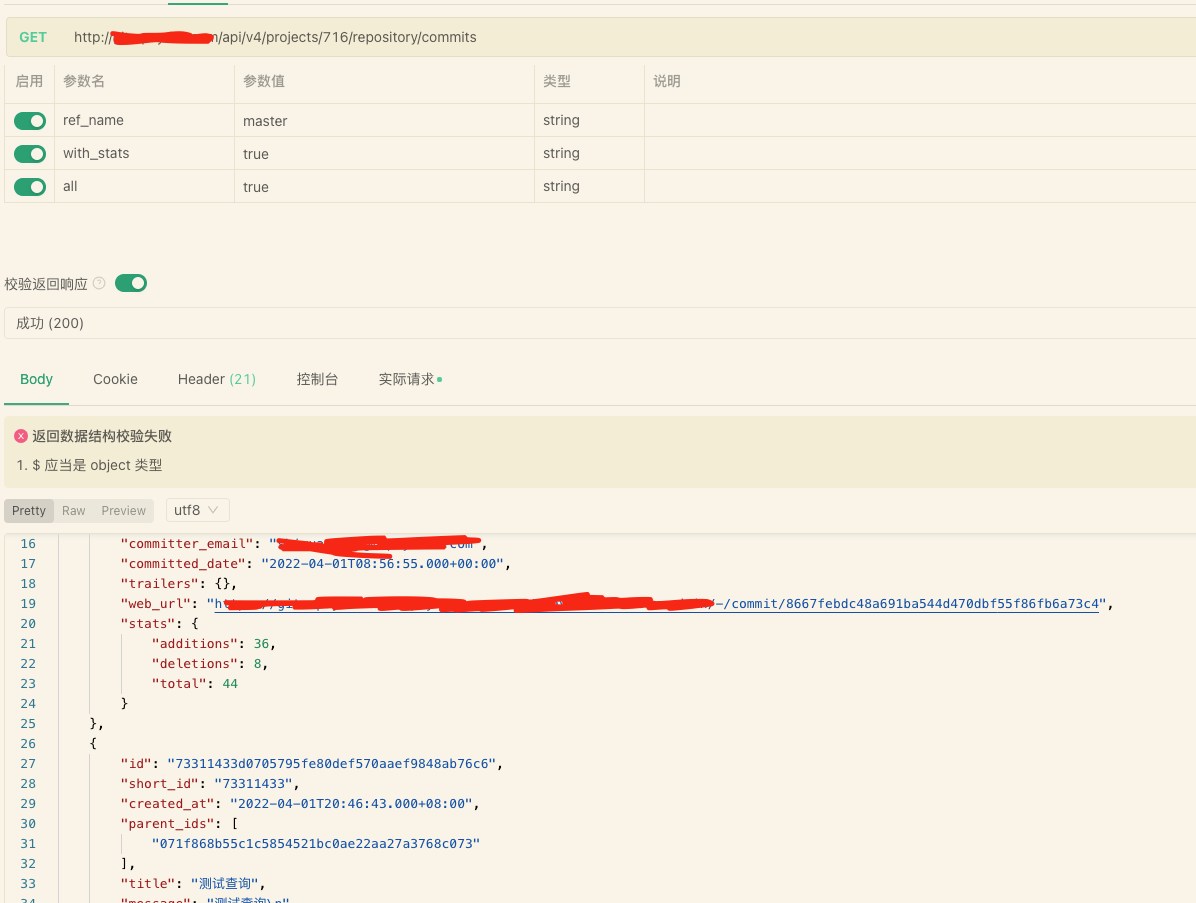 GET http:// /api/v4/projects/716/repository/commits
启用 参数名 参数值 类型 说明
ref_name master string
with_stats true string
all true string
校验返回响应 ?
成功 (200)
Body Cookie Header (21) 控制台 实际请求
返回数据结构校验失败
1. $ 应当是 object 类型
Pretty Raw Preview utf8
16 "committer_email": " ",
17 "committed_date": "2022-04-01T08:56:55.000+00:00",
18 "trailers": {},
19 "web_url": " /-/commit/8667febdc48a691ba544d470dbf55f86fb6a73c4",
20 "stats": {
21 "additions": 36,
22 "deletions": 8,
23 "total": 44
24 }
25 },
26 {
27 "id": "73311433d0705795fe80def570aaef9848ab76c6",
28 "short_id": "73311433",
29 "created_at": "2022-04-01T20:46:43.000+08:00",
30 "parent_ids": [
31 "071f868b55c1c5854521bc0ae22aa27a3768c073"
32 ],
33 "title": "测试查询",
34 "message": "测试查询\n"